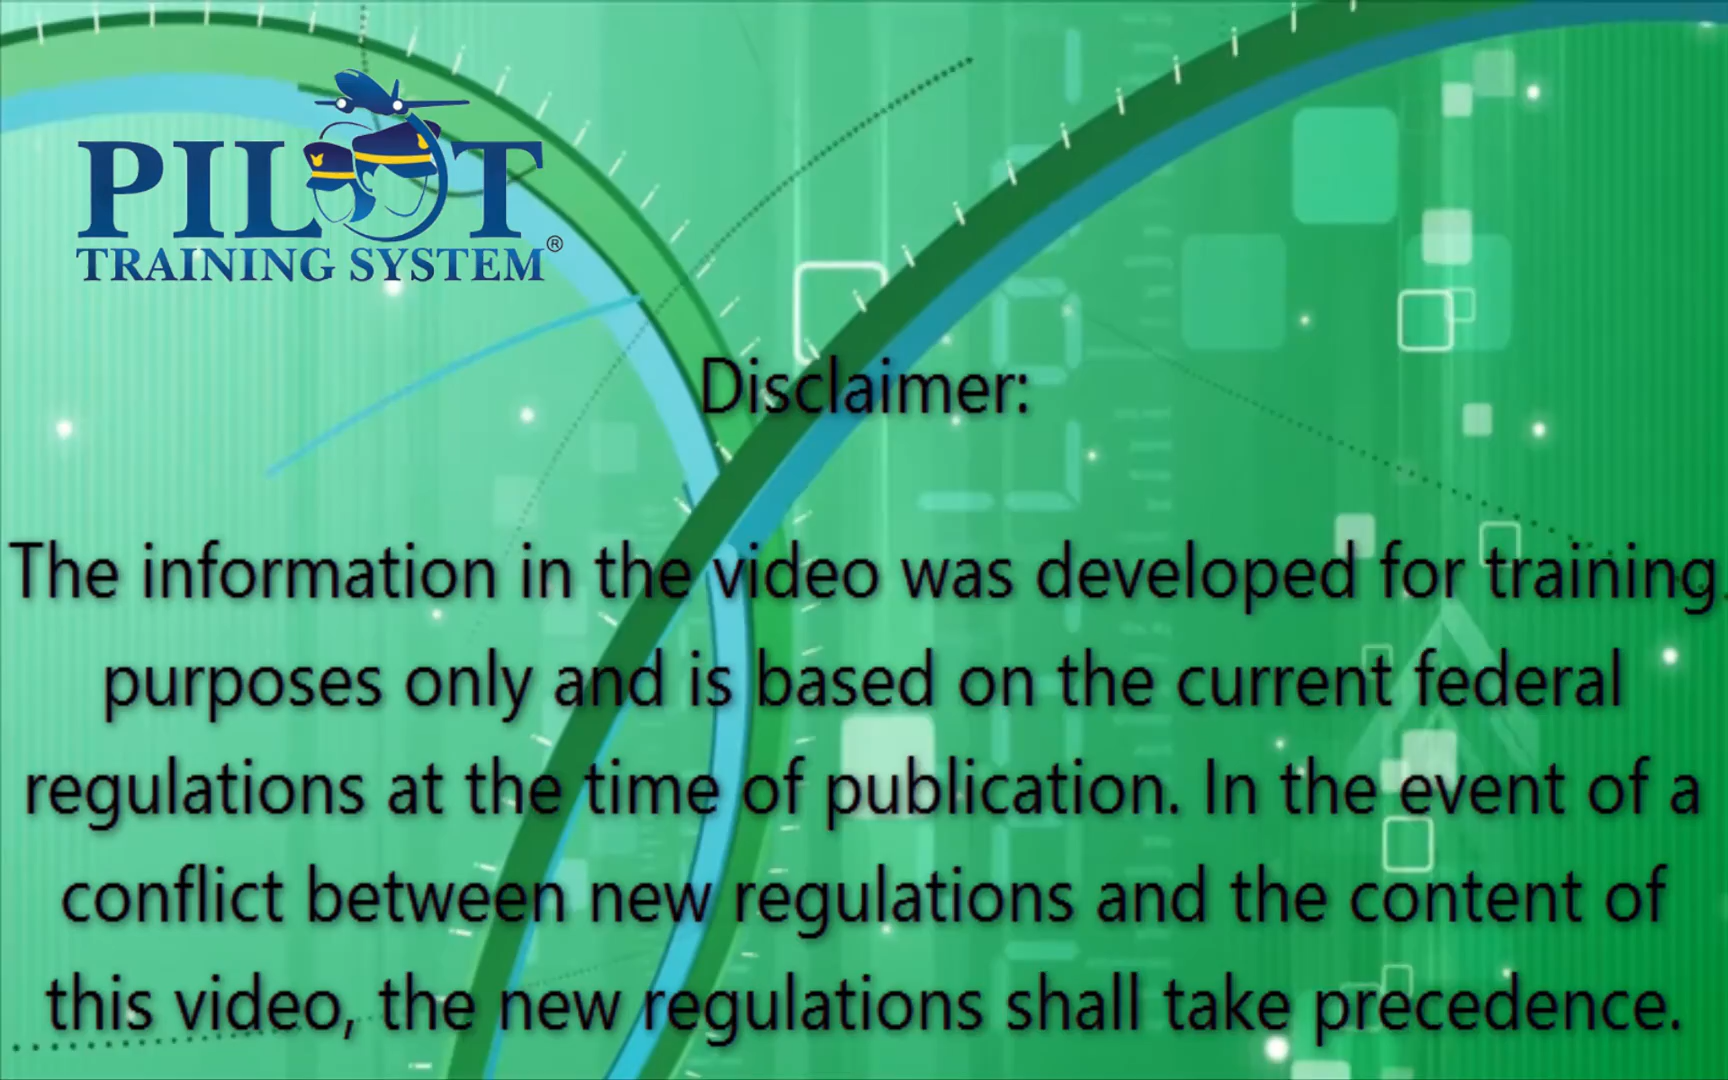 PILOT
TRAINING SYSTEM®
Disclaimer:
The information in the video was developed for training
purposes only and is based on the current federal
regulations at the time of publication. In the event of a
conflict between new regulations and the content of
this video, the new regulations shall take precedence.